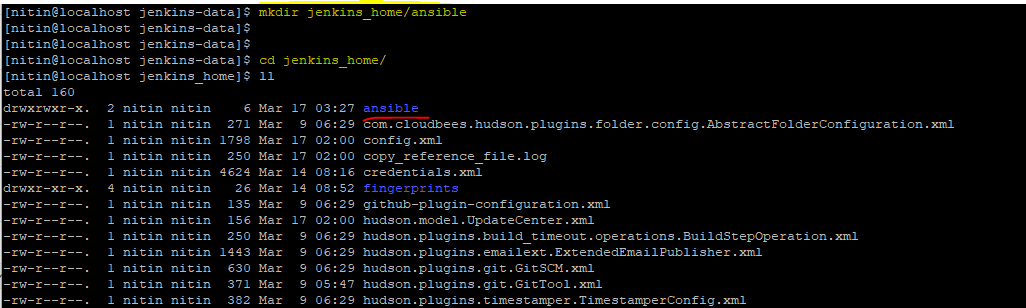 [nitin@localhost jenkins-data]$ mkdir jenkins_home/ansible
[nitin@localhost jenkins-data]$
[nitin@localhost jenkins-data]$
[nitin@localhost jenkins-data]$ cd jenkins_home/
[nitin@localhost jenkins_home]$ ll
total 160
drwxrwxr-x. 2 nitin nitin 6 Mar 17 03:27 ansible
-rw-r--r--. 1 nitin nitin 271 Mar 9 06:29 com.cloudbees.hudson.plugins.folder.config.AbstractFolderConfiguration.xml
-rw-r--r--. 1 nitin nitin 1798 Mar 17 02:00 config.xml
-rw-r--r--. 1 nitin nitin 250 Mar 17 02:00 copy_reference_file.log
-rw-r--r--. 1 nitin nitin 4624 Mar 14 08:16 credentials.xml
drwxr-xr-x. 4 nitin nitin 26 Mar 14 08:52 fingerprints
-rw-r--r--. 1 nitin nitin 135 Mar 9 06:29 github-plugin-configuration.xml
-rw-r--r--. 1 nitin nitin 156 Mar 17 02:00 hudson.model.UpdateCenter.xml
-rw-r--r--. 1 nitin nitin 250 Mar 9 06:29 hudson.plugins.build_timeout.operations.BuildStepOperation.xml
-rw-r--r--. 1 nitin nitin 1443 Mar 9 06:29 hudson.plugins.emailext.ExtendedEmailPublisher.xml
-rw-r--r--. 1 nitin nitin 630 Mar 9 06:29 hudson.plugins.git.GitSCM.xml
-rw-r--r--. 1 nitin nitin 371 Mar 9 05:47 hudson.plugins.git.GitTool.xml
-rw-r--r--. 1 nitin nitin 382 Mar 9 06:29 hudson.plugins.timestamper.TimestamperConfig.xml